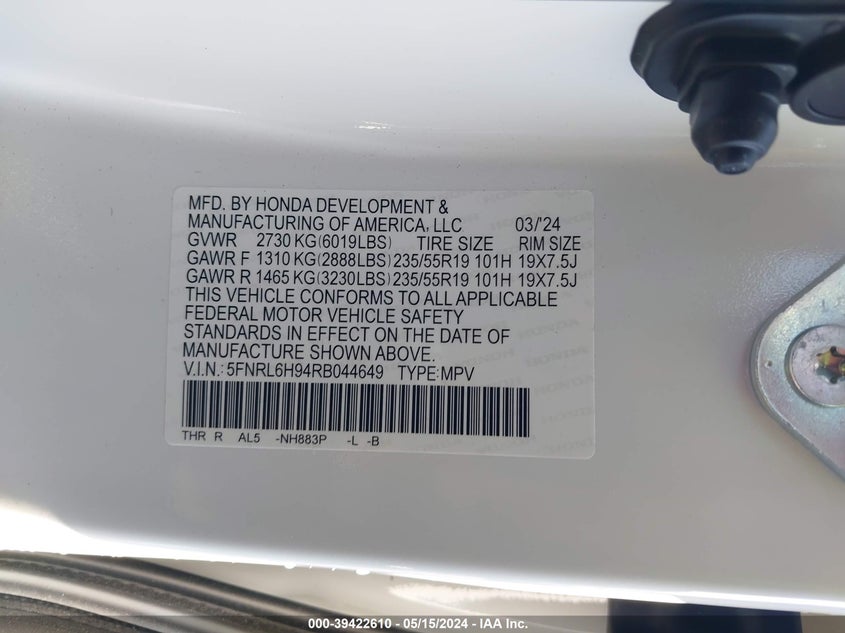 MFD. BY HONDA DEVELOPMENT &
MANUFACTURING OF AMERICA, LLC 03/'24
GVWR 2730 KG(6019LBS) TIRE SIZE RIM SIZE
GAWR F 1310 KG(2888LBS) 235/55R19 101H 19X7.5J
GAWR R 1465 KG(3230LBS) 235/55R19 101H 19X7.5J
THIS VEHICLE CONFORMS TO ALL APPLICABLE
FEDERAL MOTOR VEHICLE SAFETY
STANDARDS IN EFFECT ON THE DATE OF
MANUFACTURE SHOWN ABOVE.
V.I.N.: 5FNRL6H94RB044649 TYPE:MPV
THR R AL5 -NH883P -L -B
HONDA
HONDA
HONDA
000-39422610 - 05/15/2024 - © IAA Inc.